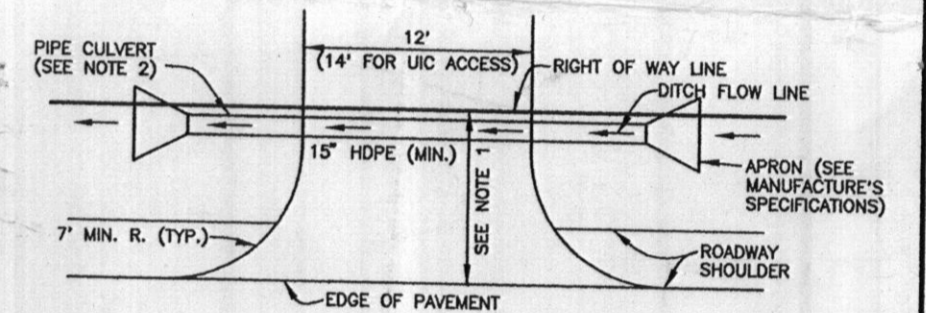 12'
(14' FOR UIC ACCESS)
PIPE CULVERT
(SEE NOTE 2)
RIGHT OF WAY LINE
DITCH FLOW LINE
15" HDPE (MIN.)
SEE NOTE 1
APRON (SEE
MANUFACTURE'S
SPECIFICATIONS)
7' MIN. R. (TYP.)
ROADWAY
SHOULDER
EDGE OF PAVEMENT